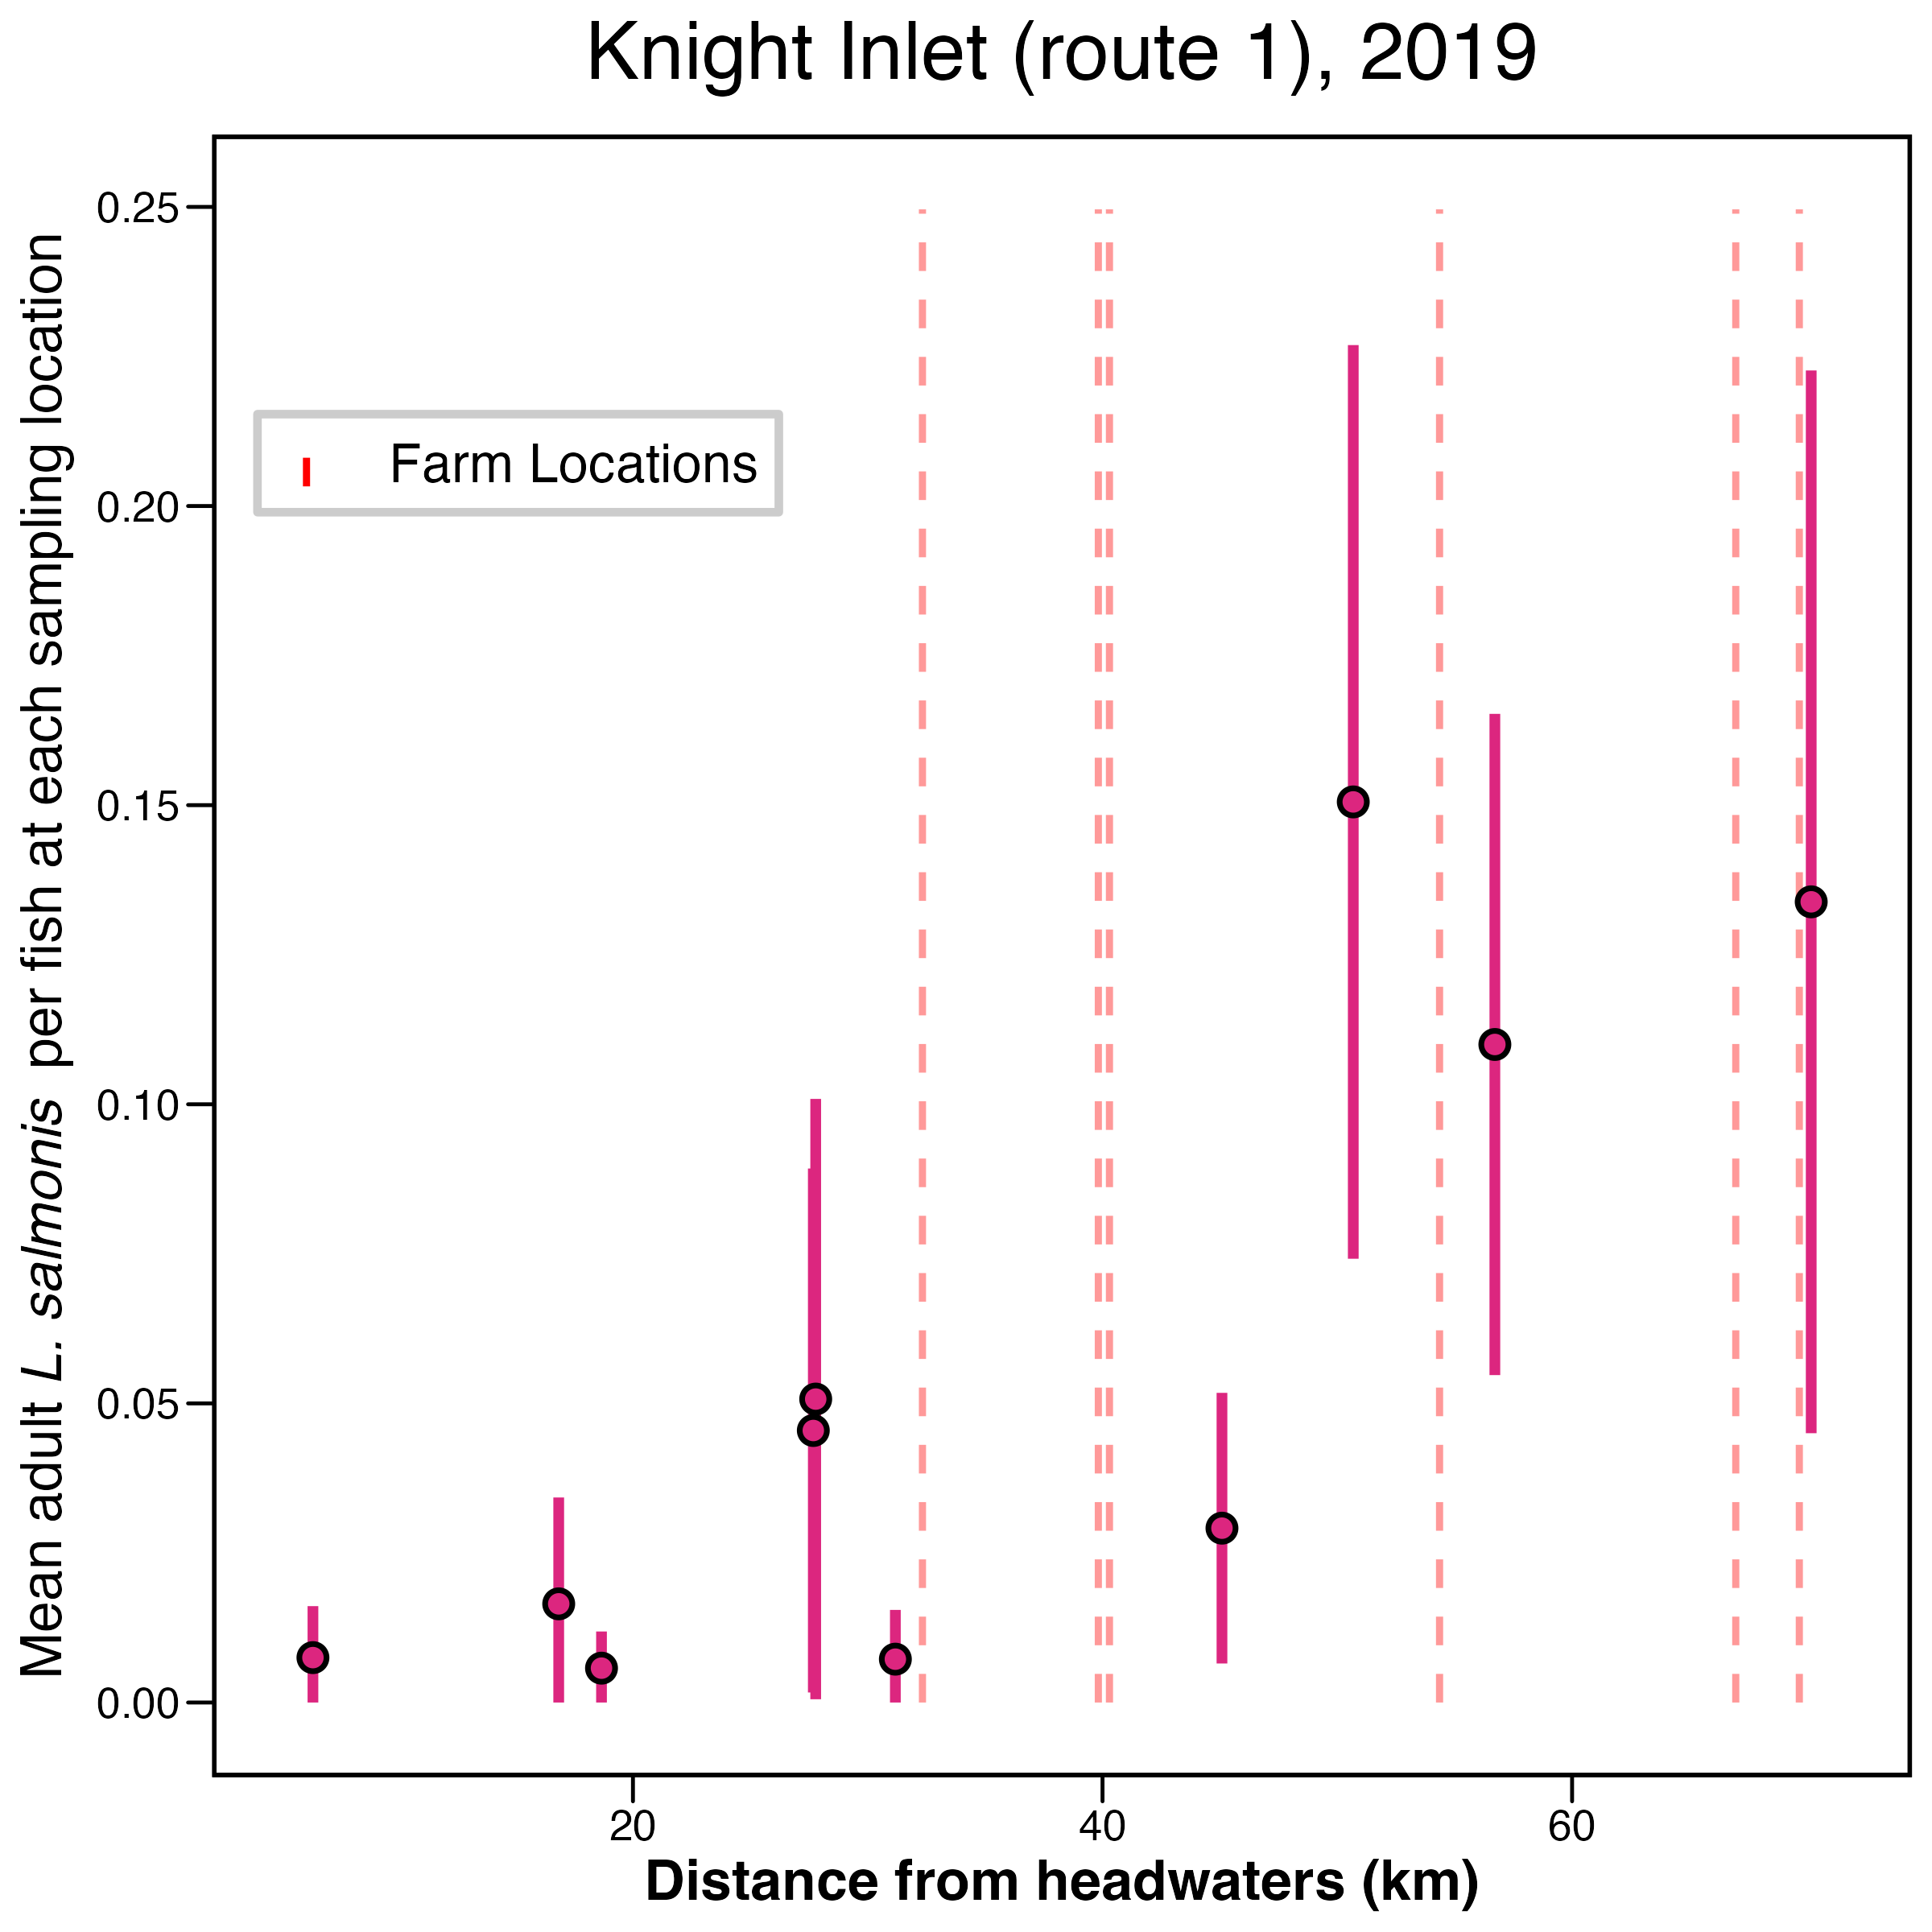 Knight Inlet (route 1), 2019
Mean adult L. salmonis per fish at each sampling location
0.25
0.20
0.15
0.10
0.05
0.00
Farm Locations
20 40 60
Distance from headwaters (km)